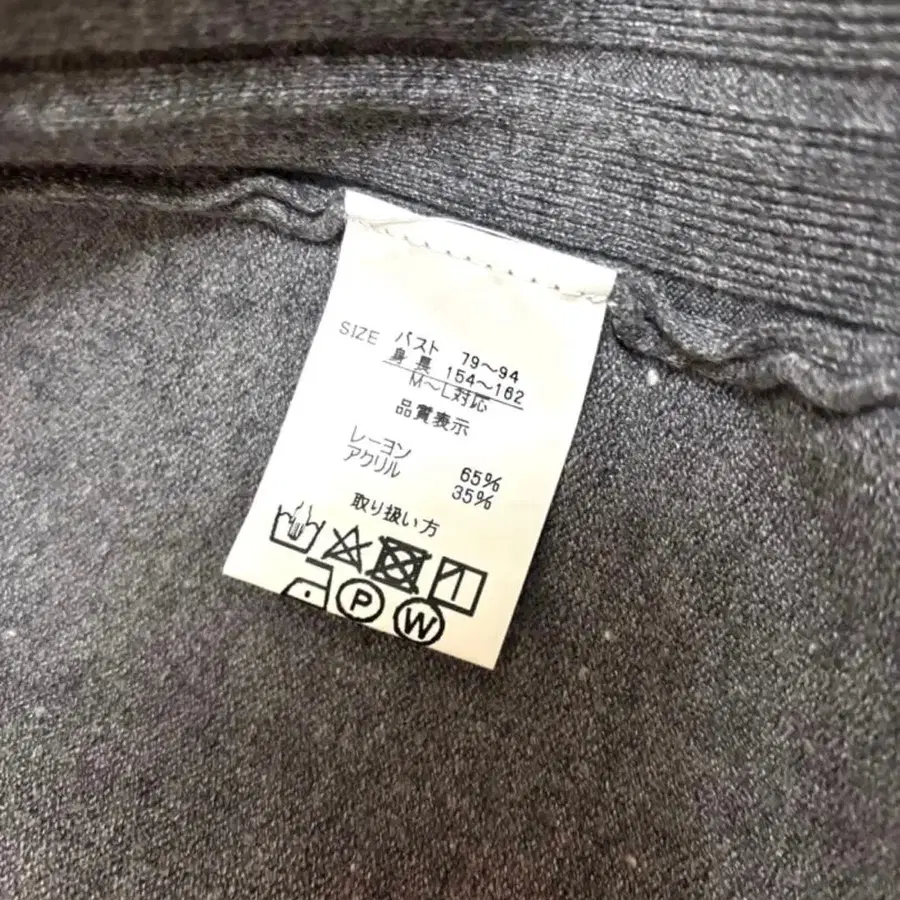 SIZE バスト 79～94
身長 154～162
M～L対応
品質表示
レーヨン 65%
アクリル 35%
取り扱い方
P W